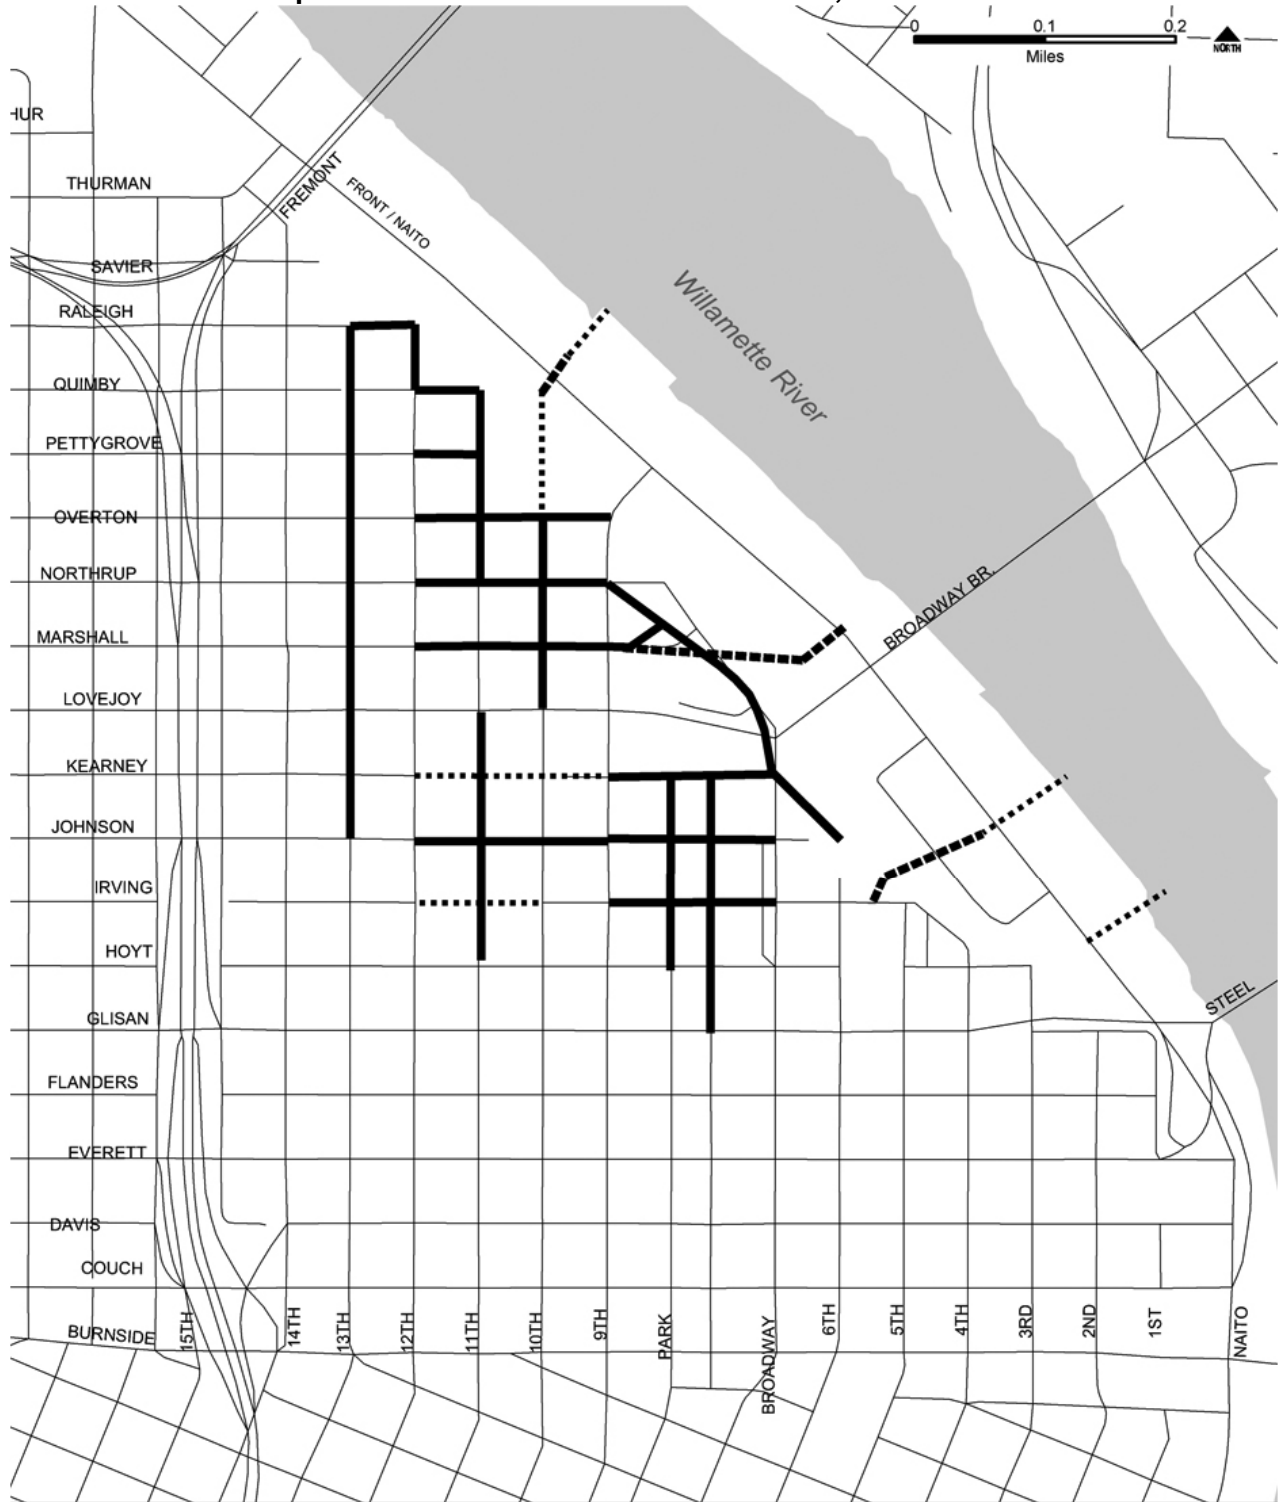 0 0.1 0.2
Miles
NORTH
HUR
THURMAN
FREMONT
FRONT / NAITO
SAVIER
RALEIGH
Willamette River
QUIMBY
PETTYGROVE
OVERTON
NORTHRUP
BROADWAY BR.
MARSHALL
LOVEJOY
KEARNEY
JOHNSON
IRVING
HOYT
STEEL
GLISAN
FLANDERS
EVERETT
DAVIS
COUCH
BURNSIDE
15TH
14TH
13TH
12TH
11TH
10TH
9TH
PARK
BROADWAY
6TH
5TH
4TH
3RD
2ND
1ST
NAITO